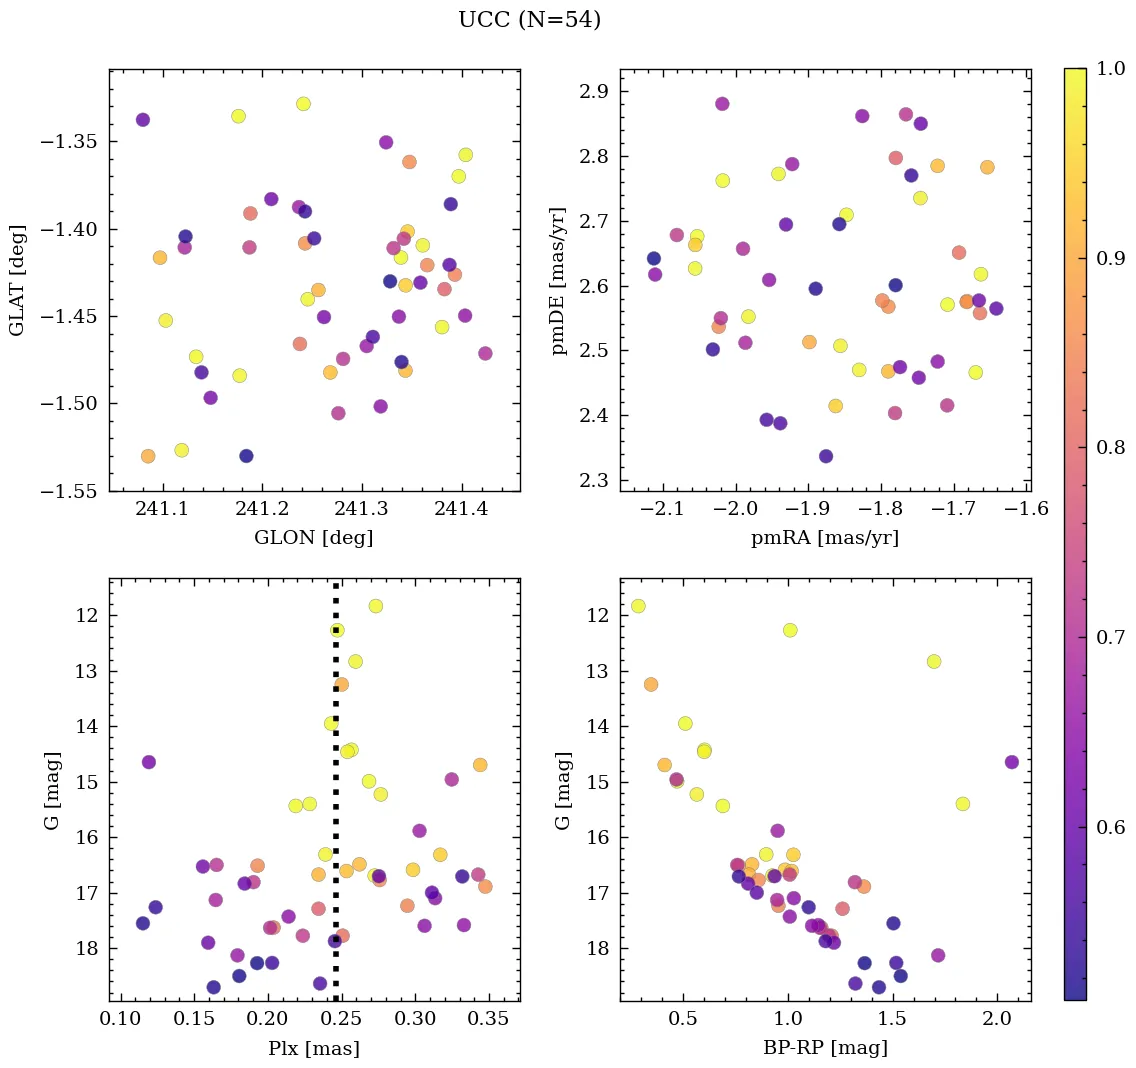 UCC (N=54)
−1.35
−1.40
−1.45
−1.50
−1.55
GLAT [deg]
241.1 241.2 241.3 241.4
GLON [deg]
2.9
2.8
2.7
2.6
2.5
2.4
2.3
pmDE [mas/yr]
−2.1 −2.0 −1.9 −1.8 −1.7 −1.6
pmRA [mas/yr]
12
13
14
15
16
17
18
G [mag]
0.10 0.15 0.20 0.25 0.30 0.35
Plx [mas]
12
13
14
15
16
17
18
G [mag]
0.5 1.0 1.5 2.0
BP-RP [mag]
1.0
0.9
0.8
0.7
0.6